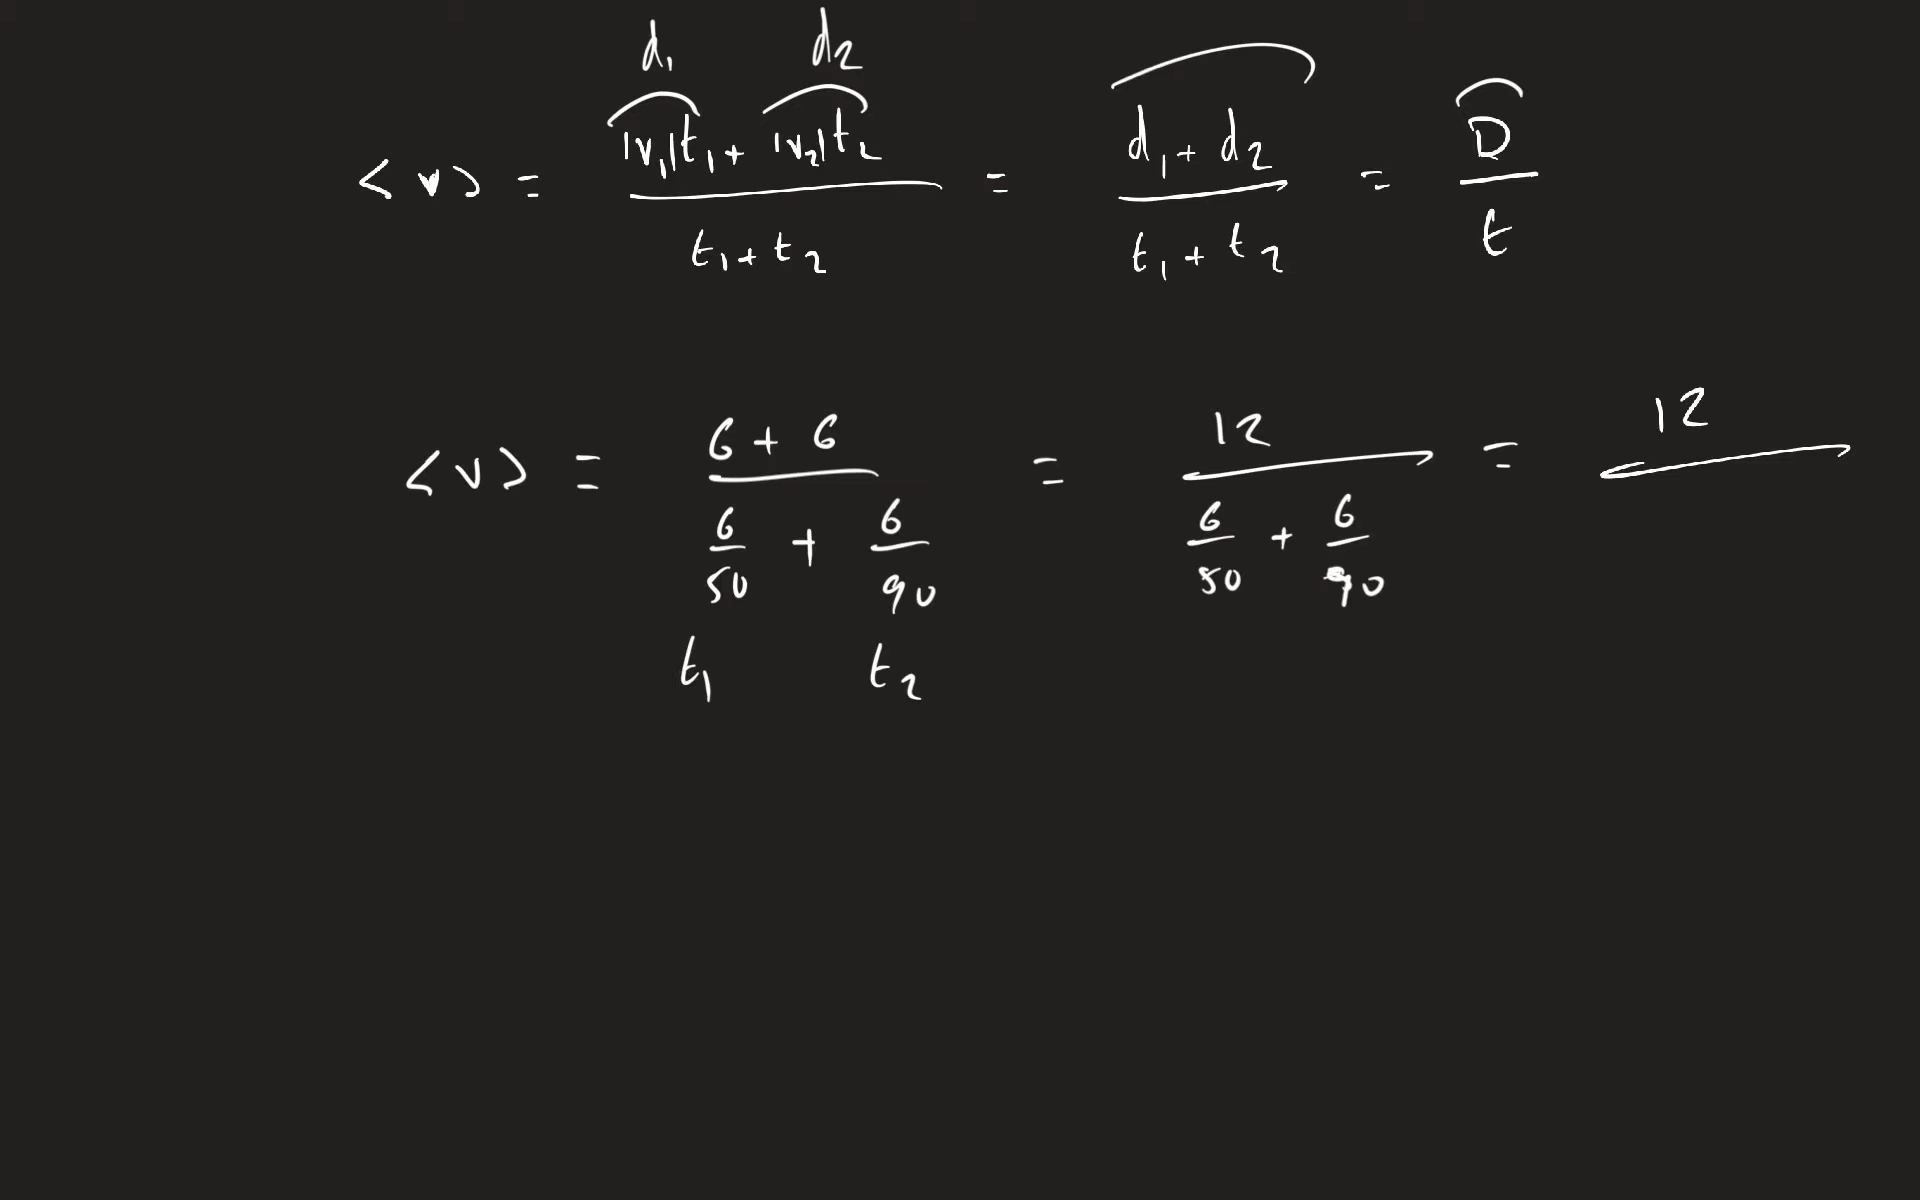 d₁ d₂
<v> = |v₁|t₁ + |v₂|t₂ / t₁ + t₂ = d₁ + d₂ / t₁ + t₂ = D / t
<v> = 6 + 6 / 6/50 + 6/90 = 12 / 6/50 + 6/90 = 12
t₁ t₂